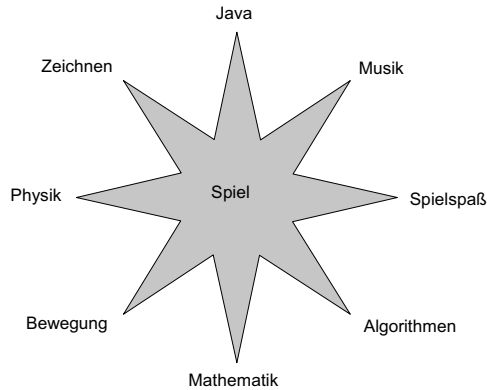 Java
Zeichnen
Musik
Physik
Spiel
Spielspaß
Bewegung
Algorithmen
Mathematik